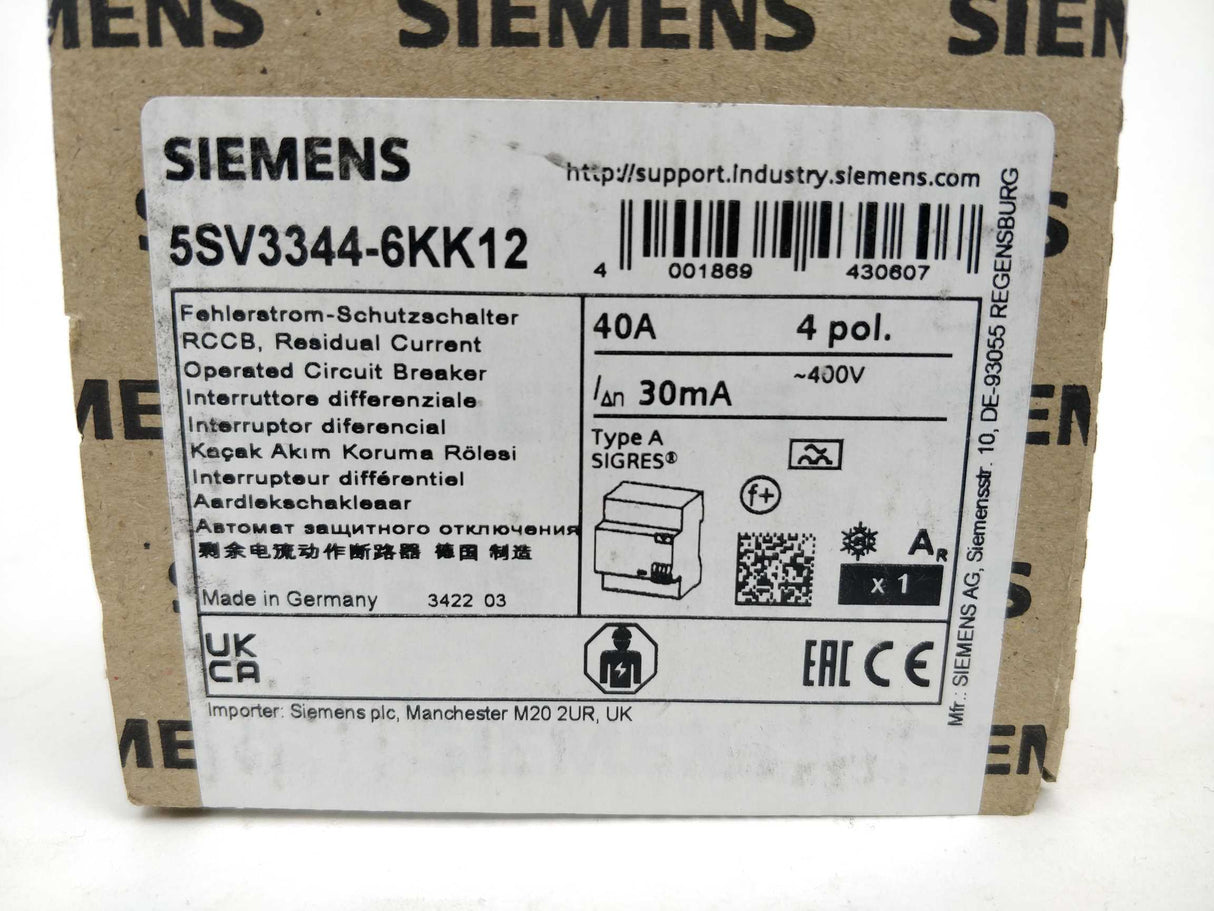 SIEMENS
SIEMENS
http://support.industry.siemens.com
5SV3344-6KK12
4 001869 430607
Fehlerstrom-Schutzschalter
RCCB, Residual Current
Operated Circuit Breaker
Interruttore differenziale
Interruptor diferencial
Kaçak Akım Koruma Rölesi
Interrupteur différentiel
Aardlekschakleaar
Автомат защитного отключения
剩余电流动作断路器 德国 制造
Made in Germany 3422 03
40A 4 pol.
~400V
IΔn 30mA
Type A
SIGRES®
f+
AR
x 1
UK
CA
EAC CE
Importer: Siemens plc, Manchester M20 2UR, UK
Mfr.: SIEMENS AG, Siemensstr. 10, DE-93055 REGENSBURG